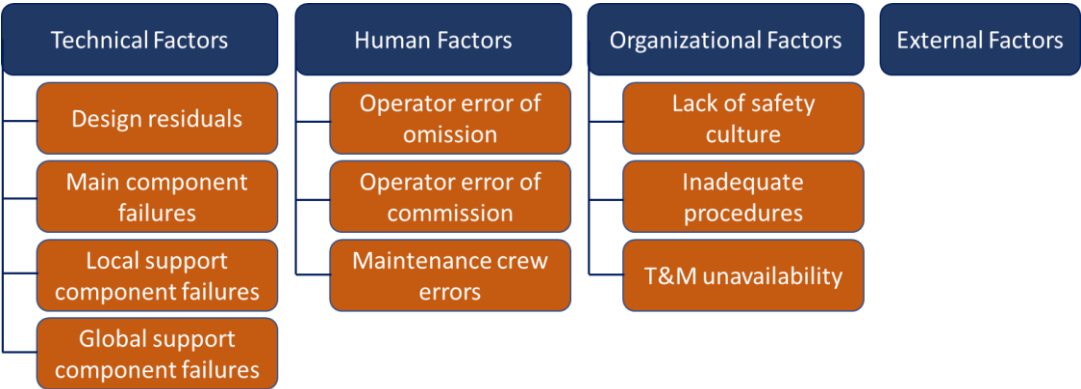 Technical Factors
Design residuals
Main component
failures
Local support
component failures
Global support
component failures
Human Factors
Operator error of
omission
Operator error of
commission
Maintenance crew
errors
Organizational Factors
Lack of safety
culture
Inadequate
procedures
T&M unavailability
External Factors